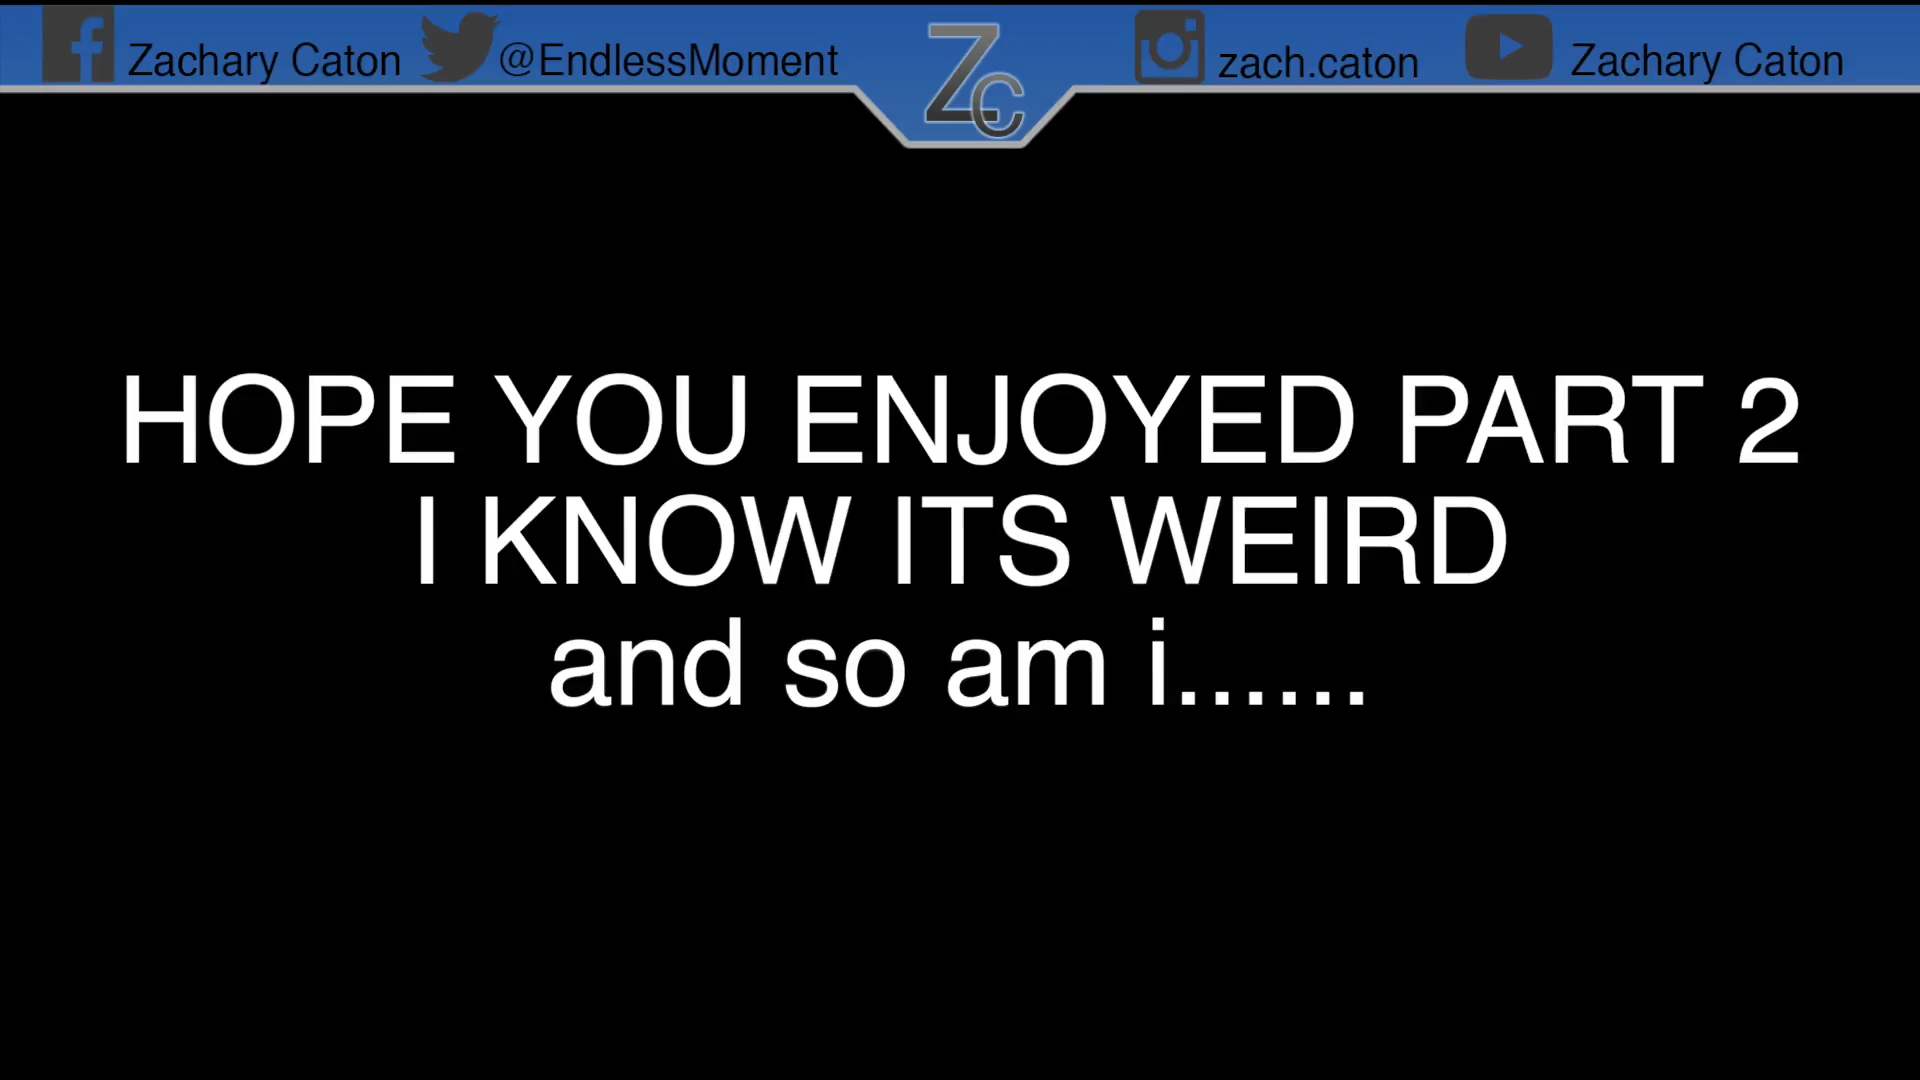 Zachary Caton @EndlessMoment ZC zach.caton Zachary Caton
HOPE YOU ENJOYED PART 2
I KNOW ITS WEIRD
and so am i......